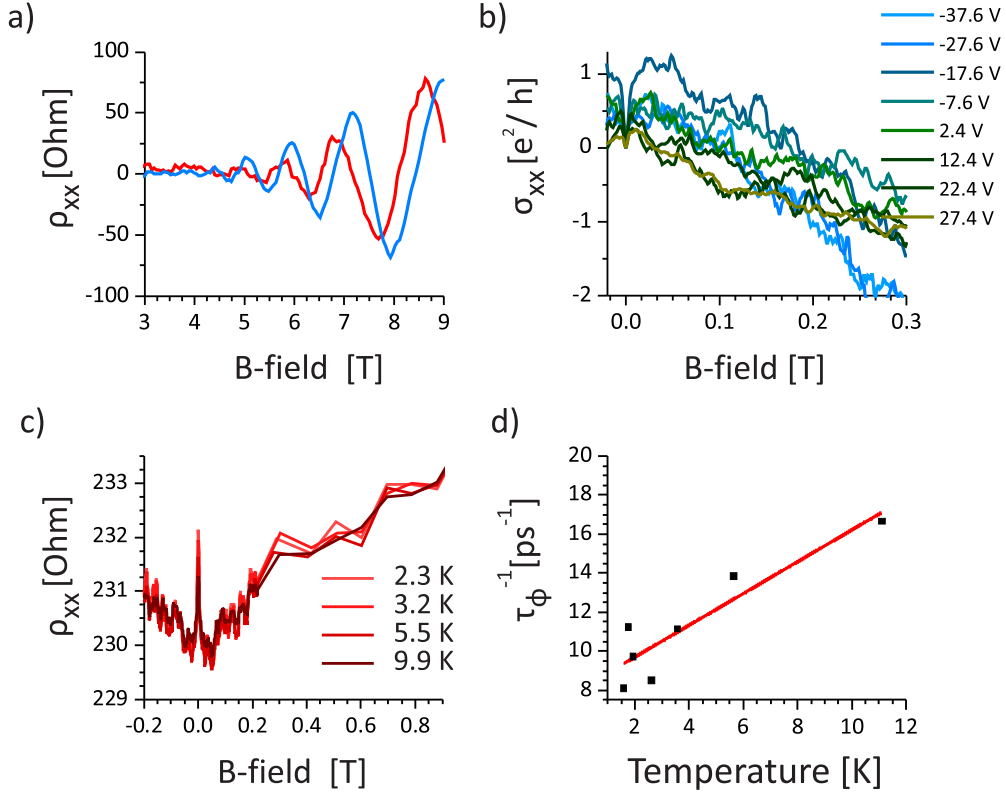 a)
ρxx [Ohm]
100
50
0
-50
-100
3 4 5 6 7 8 9
B-field [T]
b)
σxx [e²/ h]
1
0
-1
-2
0.0 0.1 0.2 0.3
B-field [T]
-37.6 V
-27.6 V
-17.6 V
-7.6 V
2.4 V
12.4 V
22.4 V
27.4 V
c)
ρxx [Ohm]
233
232
231
230
229
-0.2 0.0 0.2 0.4 0.6 0.8
B-field [T]
2.3 K
3.2 K
5.5 K
9.9 K
d)
τϕ⁻¹[ps⁻¹]
20
18
16
14
12
10
8
2 4 6 8 10 12
Temperature [K]